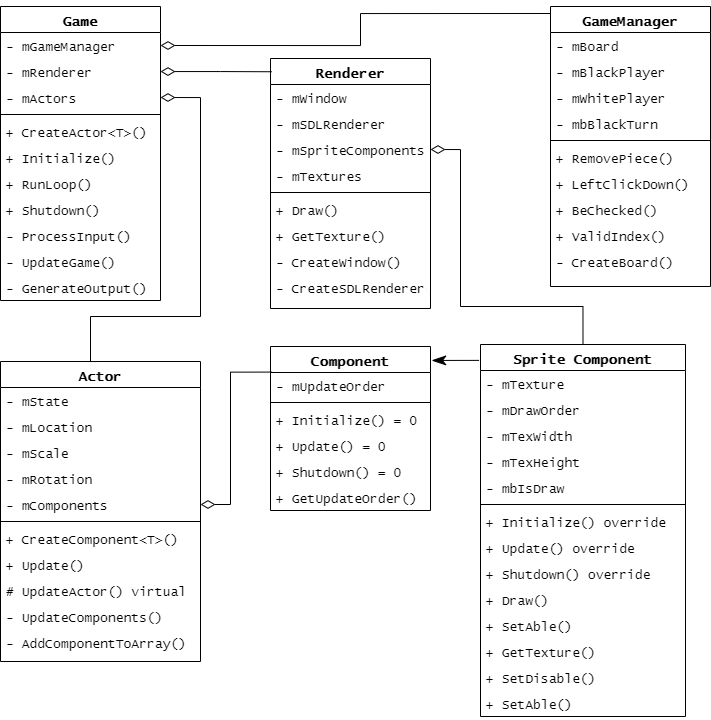 Game
- mGameManager
- mRenderer
- mActors
+ CreateActor<T>()
+ Initialize()
+ RunLoop()
+ Shutdown()
- ProcessInput()
- UpdateGame()
- GenerateOutput()
Renderer
- mWindow
- mSDLRenderer
- mSpriteComponents
- mTextures
+ Draw()
+ GetTexture()
- CreateWindow()
- CreateSDLRenderer
GameManager
- mBoard
- mBlackPlayer
- mWhitePlayer
- mbBlackTurn
+ RemovePiece()
+ LeftClickDown()
+ BeChecked()
+ ValidIndex()
- CreateBoard()
Actor
- mState
- mLocation
- mScale
- mRotation
- mComponents
+ CreateComponent<T>()
+ Update()
# UpdateActor() virtual
- UpdateComponents()
- AddComponentToArray()
Component
- mUpdateOrder
+ Initialize() = 0
+ Update() = 0
+ Shutdown() = 0
+ GetUpdateOrder()
Sprite Component
- mTexture
- mDrawOrder
- mTexWidth
- mTexHeight
- mbIsDraw
+ Initialize() override
+ Update() override
+ Shutdown() override
+ Draw()
+ SetAble()
+ GetTexture()
+ SetDisable()
+ SetAble()